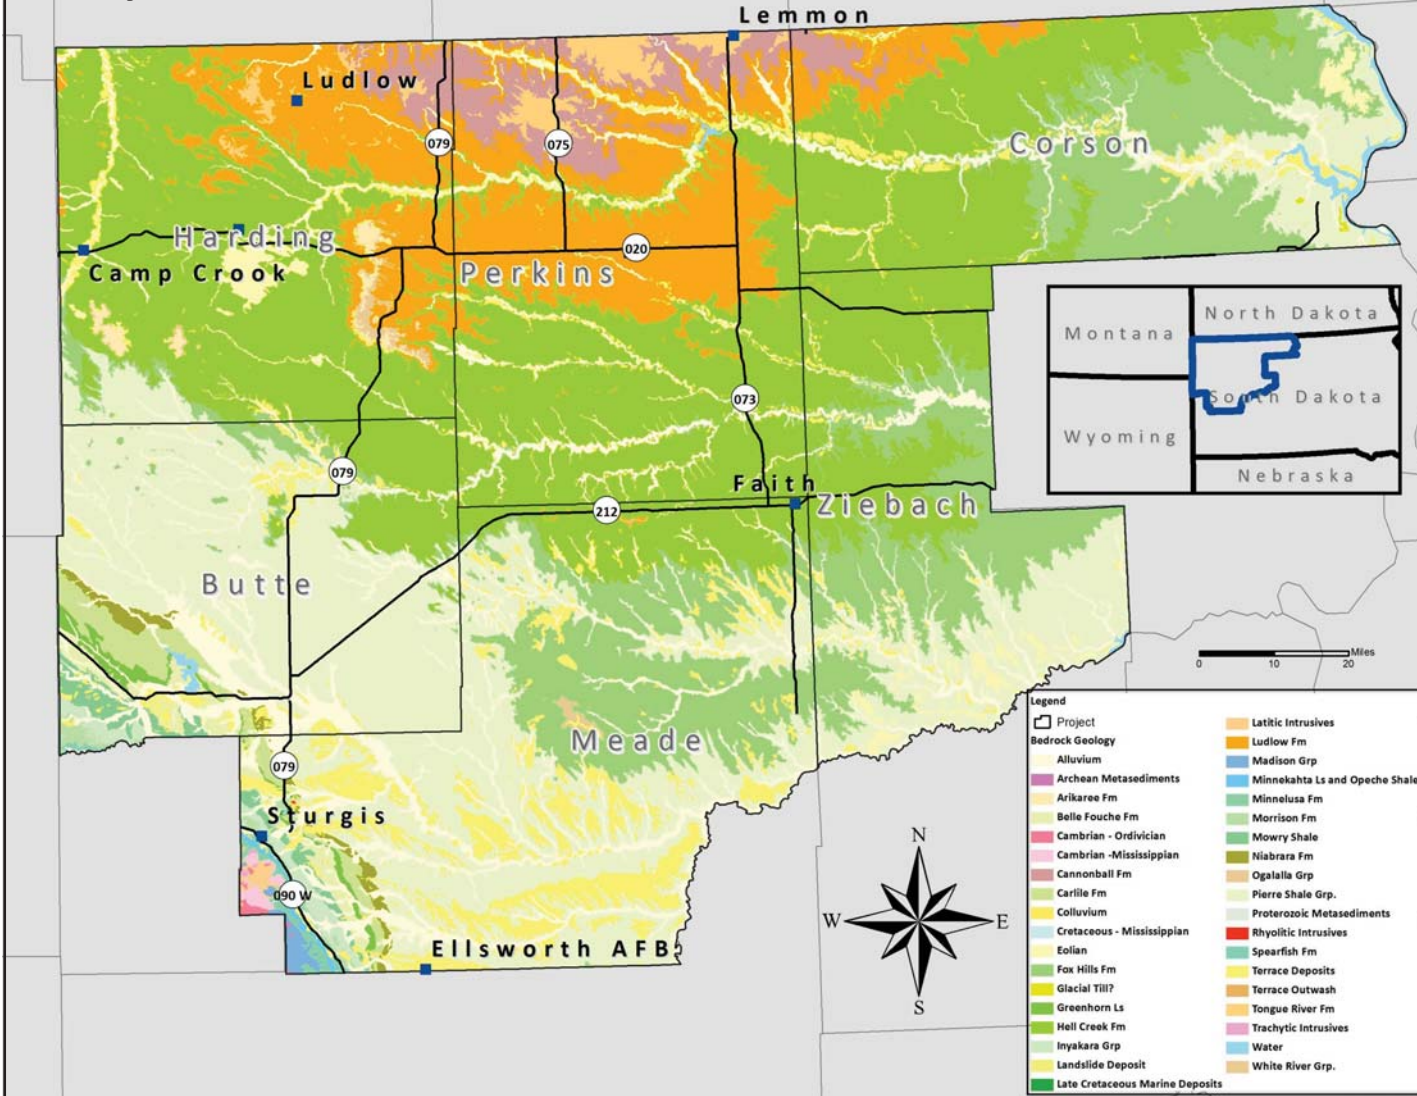 Lemmon
Ludlow
079
075
Corson
Harding
020
Camp Crook
Perkins
North Dakota
Montana
South Dakota
Wyoming
Nebraska
073
079
Faith
Ziebach
212
Butte
Miles
0 10 20
Meade
079
Sturgis
090 W
Ellsworth AFB
N
W E
S
Legend
Project
Bedrock Geology
Alluvium
Archean Metasediments
Arikaree Fm
Belle Fouche Fm
Cambrian - Ordivician
Cambrian -Mississippian
Cannonball Fm
Carlile Fm
Colluvium
Cretaceous - Mississippian
Eolian
Fox Hills Fm
Glacial Till?
Greenhorn Ls
Hell Creek Fm
Inyakara Grp
Landslide Deposit
Late Cretaceous Marine Deposits
Latitic Intrusives
Ludlow Fm
Madison Grp
Minnekahta Ls and Opeche Shale
Minnelusa Fm
Morrison Fm
Mowry Shale
Niabrara Fm
Ogalalla Grp
Pierre Shale Grp.
Proterozoic Metasediments
Rhyolitic Intrusives
Spearfish Fm
Terrace Deposits
Terrace Outwash
Tongue River Fm
Trachytic Intrusives
Water
White River Grp.